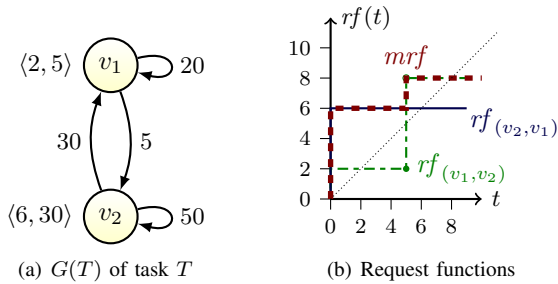 ⟨2, 5⟩ v₁ 20
30 5
⟨6, 30⟩ v₂ 50
(a) G(T) of task T
rf(t)
10
8
6
4
2
0
0 2 4 6 8
t
mrf
rf₍v₂,v₁₎
rf₍v₁,v₂₎
(b) Request functions